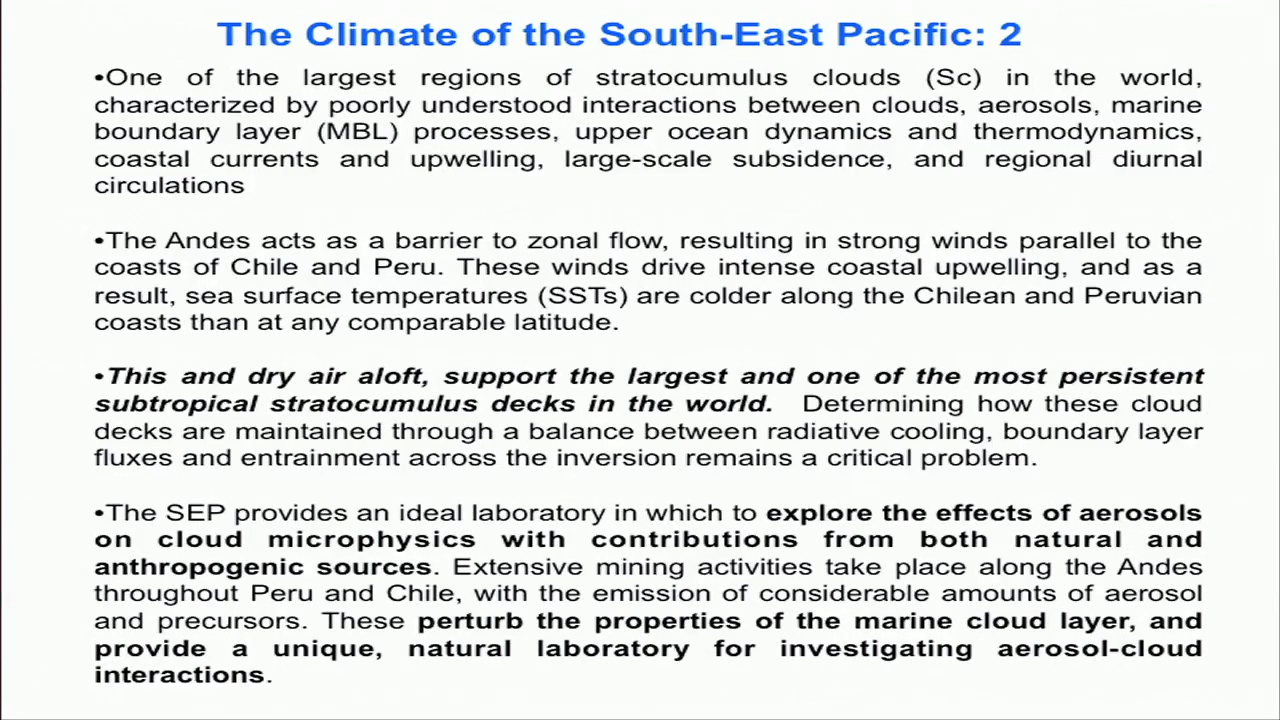 The Climate of the South-East Pacific: 2
•One of the largest regions of stratocumulus clouds (Sc) in the world,
characterized by poorly understood interactions between clouds, aerosols, marine
boundary layer (MBL) processes, upper ocean dynamics and thermodynamics,
coastal currents and upwelling, large-scale subsidence, and regional diurnal
circulations
•The Andes acts as a barrier to zonal flow, resulting in strong winds parallel to the
coasts of Chile and Peru. These winds drive intense coastal upwelling, and as a
result, sea surface temperatures (SSTs) are colder along the Chilean and Peruvian
coasts than at any comparable latitude.
•This and dry air aloft, support the largest and one of the most persistent
subtropical stratocumulus decks in the world. Determining how these cloud
decks are maintained through a balance between radiative cooling, boundary layer
fluxes and entrainment across the inversion remains a critical problem.
•The SEP provides an ideal laboratory in which to explore the effects of aerosols
on cloud microphysics with contributions from both natural and
anthropogenic sources. Extensive mining activities take place along the Andes
throughout Peru and Chile, with the emission of considerable amounts of aerosol
and precursors. These perturb the properties of the marine cloud layer, and
provide a unique, natural laboratory for investigating aerosol-cloud
interactions.